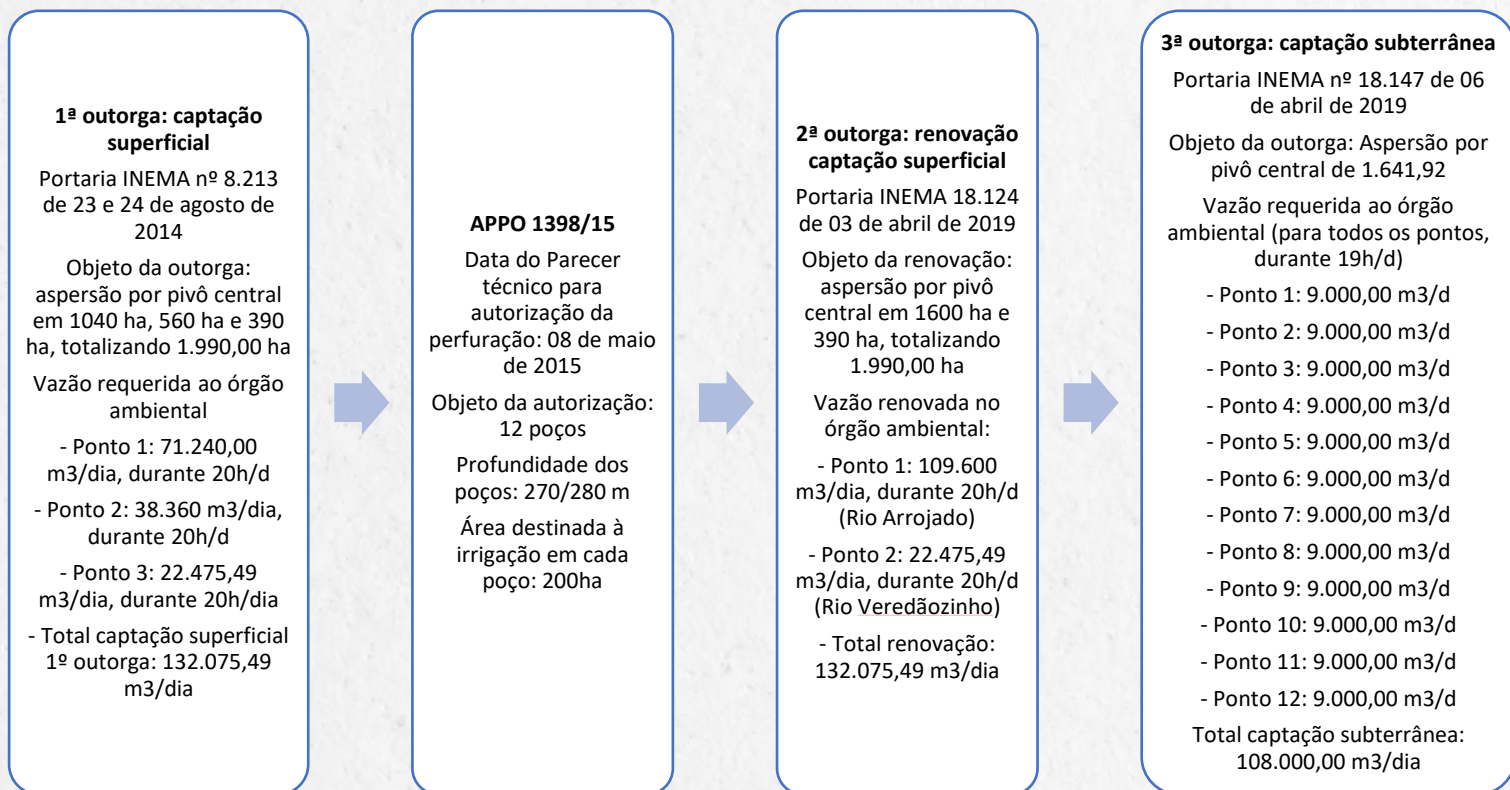 1ª outorga: captação
superficial
Portaria INEMA nº 8.213
de 23 e 24 de agosto de
2014
Objeto da outorga:
aspersão por pivô central
em 1040 ha, 560 ha e 390
ha, totalizando 1.990,00 ha
Vazão requerida ao órgão
ambiental
- Ponto 1: 71.240,00
m3/dia, durante 20h/d
- Ponto 2: 38.360 m3/dia,
durante 20h/d
- Ponto 3: 22.475,49
m3/dia, durante 20h/dia
- Total captação superficial
1º outorga: 132.075,49
m3/dia
APPO 1398/15
Data do Parecer
técnico para
autorização da
perfuração: 08 de maio
de 2015
Objeto da autorização:
12 poços
Profundidade dos
poços: 270/280 m
Área destinada à
irrigação em cada
poço: 200ha
2ª outorga: renovação
captação superficial
Portaria INEMA 18.124
de 03 de abril de 2019
Objeto da renovação:
aspersão por pivô
central em 1600 ha e
390 ha, totalizando
1.990,00 ha
Vazão renovada no
órgão ambiental:
- Ponto 1: 109.600
m3/dia, durante 20h/d
(Rio Arrojado)
- Ponto 2: 22.475,49
m3/dia, durante 20h/d
(Rio Veredãozinho)
- Total renovação:
132.075,49 m3/dia
3ª outorga: captação subterrânea
Portaria INEMA nº 18.147 de 06
de abril de 2019
Objeto da outorga: Aspersão por
pivô central de 1.641,92
Vazão requerida ao órgão
ambiental (para todos os pontos,
durante 19h/d)
- Ponto 1: 9.000,00 m3/d
- Ponto 2: 9.000,00 m3/d
- Ponto 3: 9.000,00 m3/d
- Ponto 4: 9.000,00 m3/d
- Ponto 5: 9.000,00 m3/d
- Ponto 6: 9.000,00 m3/d
- Ponto 7: 9.000,00 m3/d
- Ponto 8: 9.000,00 m3/d
- Ponto 9: 9.000,00 m3/d
- Ponto 10: 9.000,00 m3/d
- Ponto 11: 9.000,00 m3/d
- Ponto 12: 9.000,00 m3/d
Total captação subterrânea:
108.000,00 m3/dia